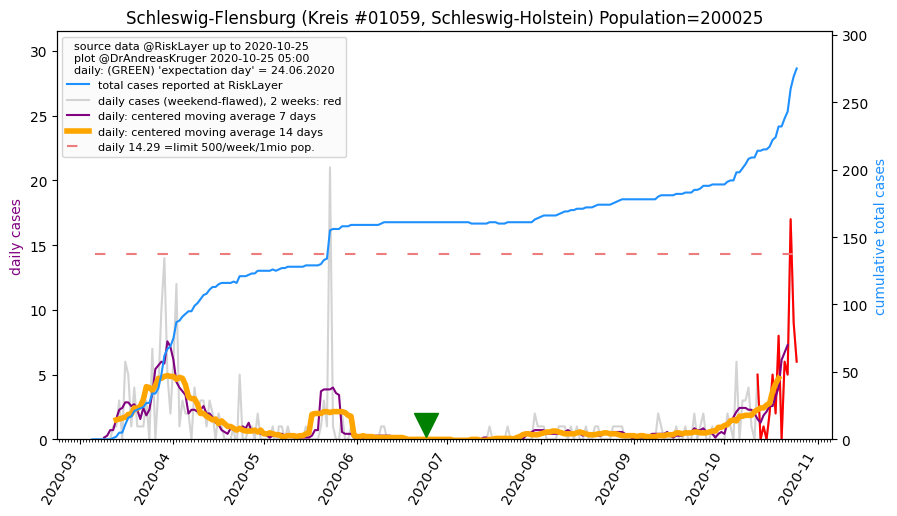 Schleswig-Flensburg (Kreis #01059, Schleswig-Holstein) Population=200025
source data @RiskLayer up to 2020-10-25
plot @DrAndreasKruger 2020-10-25 05:00
daily: (GREEN) 'expectation day' = 24.06.2020
total cases reported at RiskLayer
daily cases (weekend-flawed), 2 weeks: red
daily: centered moving average 7 days
daily: centered moving average 14 days
daily 14.29 =limit 500/week/1mio pop.
daily cases
30
25
20
15
10
5
0
cumulative total cases
300
250
200
150
100
50
0
2020-03
2020-04
2020-05
2020-06
2020-07
2020-08
2020-09
2020-10
2020-11